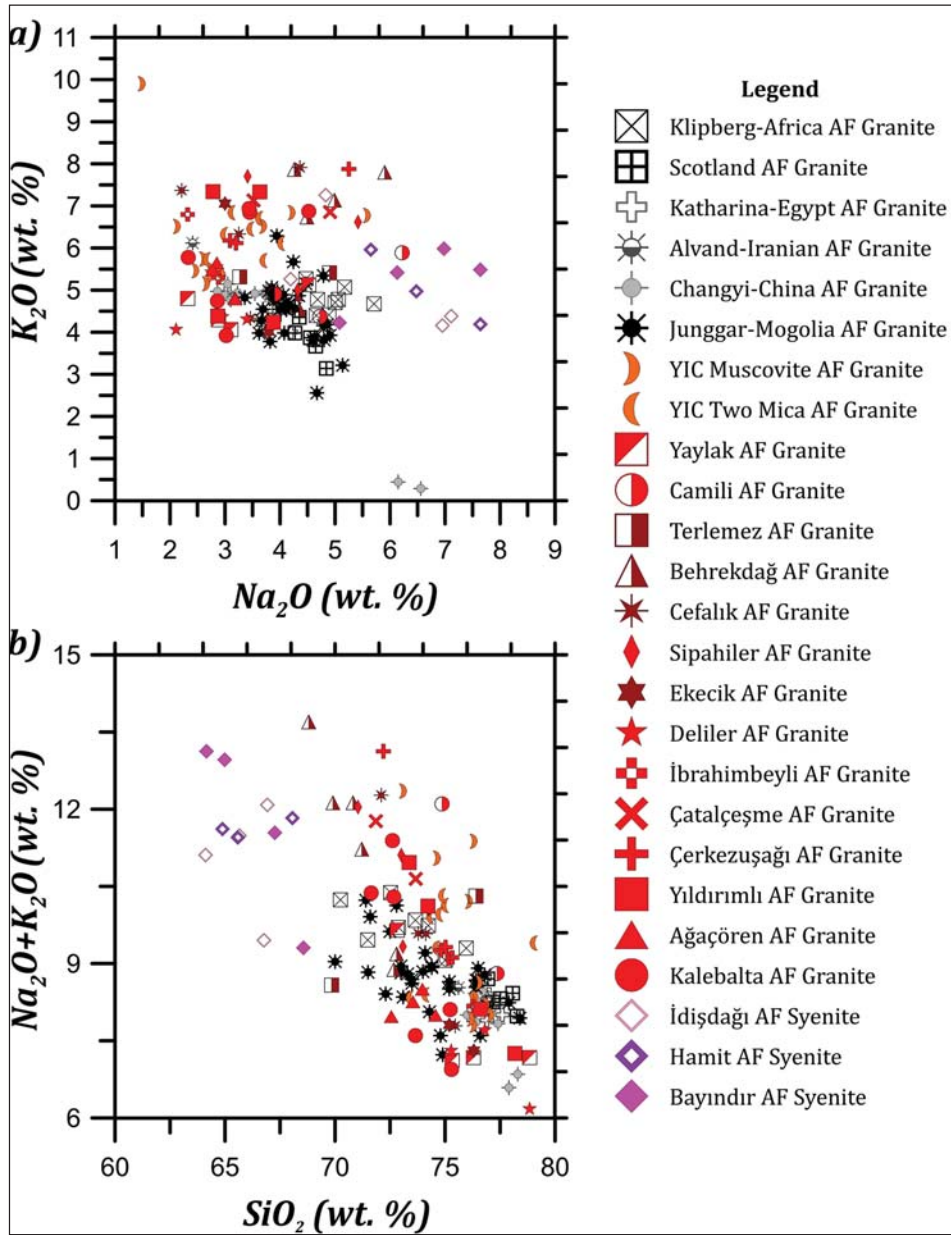 a)
11
10
9
8
7
6
5
4
3
2
1
0
K₂O (wt. %)
1 2 3 4 5 6 7 8 9
Na₂O (wt. %)
b)
15
12
9
6
Na₂O+K₂O (wt. %)
60 65 70 75 80
SiO₂ (wt. %)
Legend
Klipberg-Africa AF Granite
Scotland AF Granite
Katharina-Egypt AF Granite
Alvand-Iranian AF Granite
Changyi-China AF Granite
Junggar-Mogolia AF Granite
YIC Muscovite AF Granite
YIC Two Mica AF Granite
Yaylak AF Granite
Camili AF Granite
Terlemez AF Granite
Behrekdağ AF Granite
Cefalık AF Granite
Sipahiler AF Granite
Ekecik AF Granite
Deliler AF Granite
İbrahimbeyli AF Granite
Çatalçeşme AF Granite
Çerkezuşağı AF Granite
Yıldırımlı AF Granite
Ağaçören AF Granite
Kalebalta AF Granite
İdişdağı AF Syenite
Hamit AF Syenite
Bayındır AF Syenite